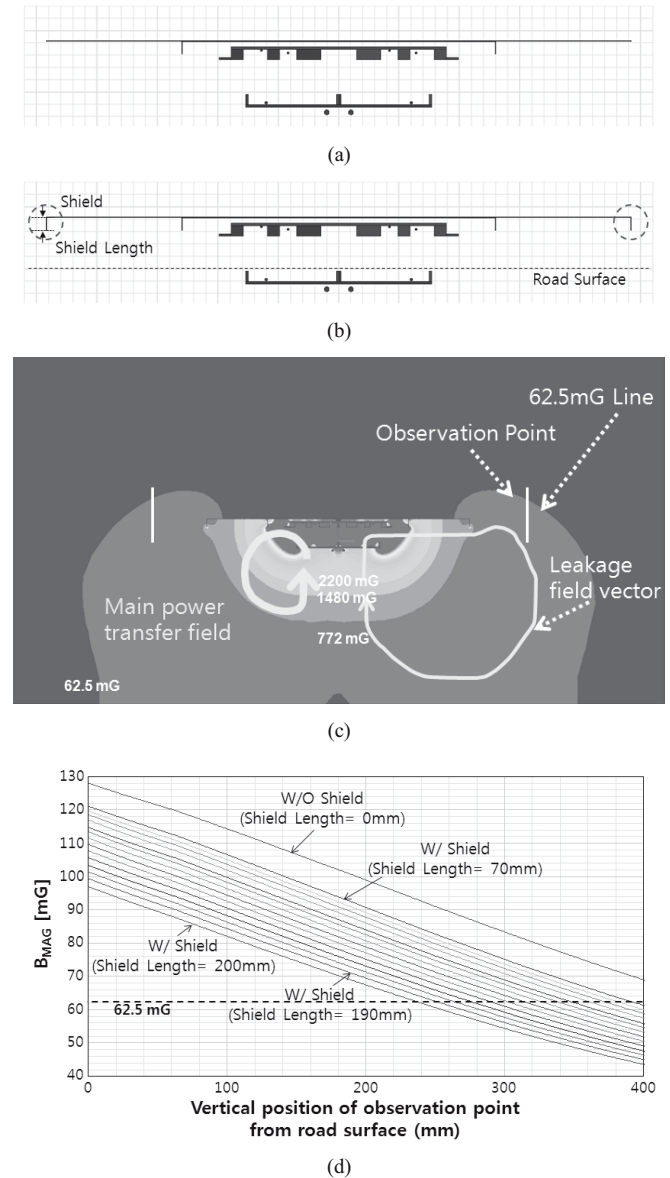 (a)
Shield
Shield Length
Road Surface
(b)
62.5mG Line
Observation Point
Leakage
field vector
Main power
transfer field
2200 mG
1480 mG
772 mG
62.5 mG
(c)
130
120
110
100
90
80
70
60
50
40
B_MAG [mG]
W/O Shield
(Shield Length= 0mm)
W/ Shield
(Shield Length= 70mm)
W/ Shield
(Shield Length= 200mm)
W/ Shield
(Shield Length= 190mm)
62.5 mG
0 100 200 300 400
Vertical position of observation point
from road surface (mm)
(d)